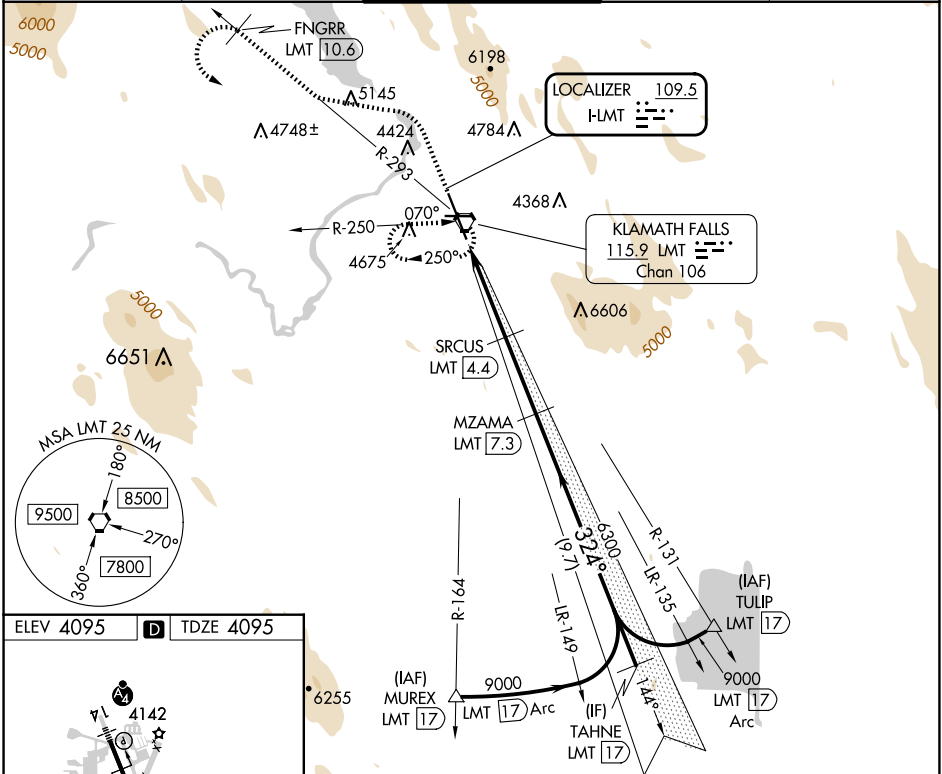 6000
5000
FNGRR
LMT 10.6
6198
5000
LOCALIZER 109.5
I-LMT
5145
4748±
4424
4784
R-293
4368
R-250
070°
4675
250°
KLAMATH FALLS
115.9 LMT
Chan 106
6606
5000
5000
6651
SRCUS
LMT 4.4
MZAMA
LMT 7.3
MSA LMT 25 NM
180°
8500
9500
270°
7800
360°
R-164
(9.7)
324°
6300
R-131
LR-135
LR-149
(IAF)
TULIP
LMT 17
9000
LMT 17
Arc
144°
(IAF)
MUREX
LMT 17
9000
LMT 17 Arc
(IF)
TAHNE
LMT 17
ELEV 4095 D TDZE 4095
6255
A4
14
4142
P